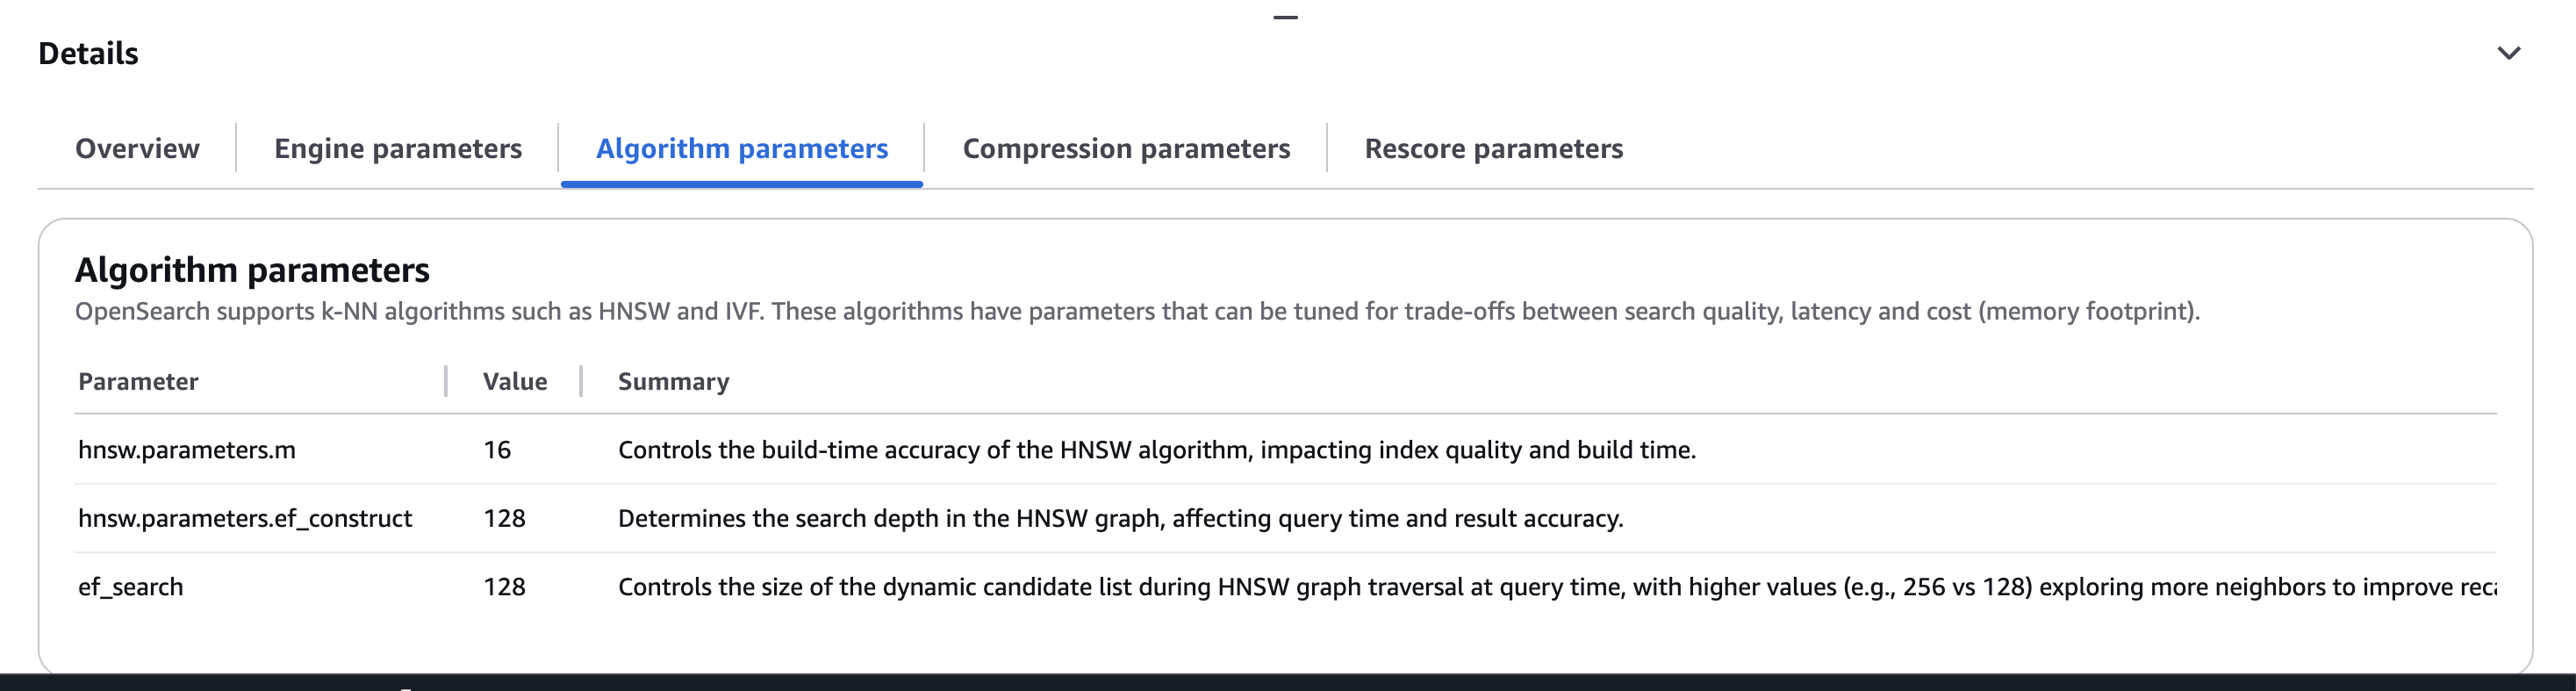 Details
Overview Engine parameters Algorithm parameters Compression parameters Rescore parameters
Algorithm parameters
OpenSearch supports k-NN algorithms such as HNSW and IVF. These algorithms have parameters that can be tuned for trade-offs between search quality, latency and cost (memory footprint).
Parameter Value Summary
hnsw.parameters.m 16 Controls the build-time accuracy of the HNSW algorithm, impacting index quality and build time.
hnsw.parameters.ef_construct 128 Determines the search depth in the HNSW graph, affecting query time and result accuracy.
ef_search 128 Controls the size of the dynamic candidate list during HNSW graph traversal at query time, with higher values (e.g., 256 vs 128) exploring more neighbors to improve